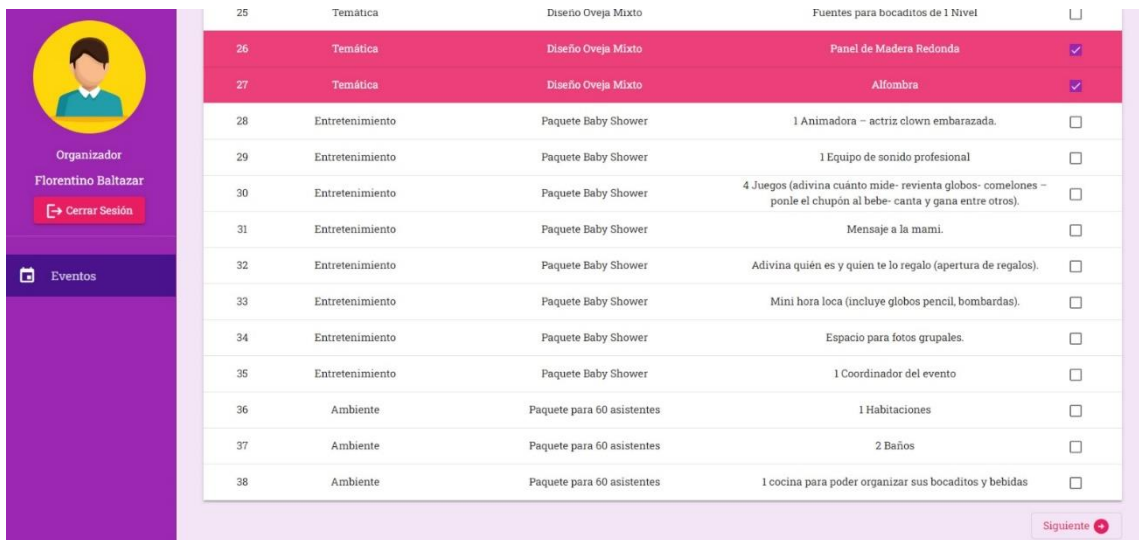 25 Temática Diseño Oveja Mixto Fuentes para bocaditos de 1 Nivel
26 Temática Diseño Oveja Mixto Panel de Madera Redonda
27 Temática Diseño Oveja Mixto Alfombra
28 Entretenimiento Paquete Baby Shower 1 Animadora – actriz clown embarazada.
29 Entretenimiento Paquete Baby Shower 1 Equipo de sonido profesional
30 Entretenimiento Paquete Baby Shower 4 Juegos (adivina cuánto mide- revienta globos- comelones –
ponle el chupón al bebe- canta y gana entre otros).
31 Entretenimiento Paquete Baby Shower Mensaje a la mami.
32 Entretenimiento Paquete Baby Shower Adivina quién es y quien te lo regalo (apertura de regalos).
33 Entretenimiento Paquete Baby Shower Mini hora loca (incluye globos pencil, bombardas).
34 Entretenimiento Paquete Baby Shower Espacio para fotos grupales.
35 Entretenimiento Paquete Baby Shower 1 Coordinador del evento
36 Ambiente Paquete para 60 asistentes 1 Habitaciones
37 Ambiente Paquete para 60 asistentes 2 Baños
38 Ambiente Paquete para 60 asistentes 1 cocina para poder organizar sus bocaditos y bebidas
Organizador
Florentino Baltazar
Cerrar Sesión
Eventos
Siguiente